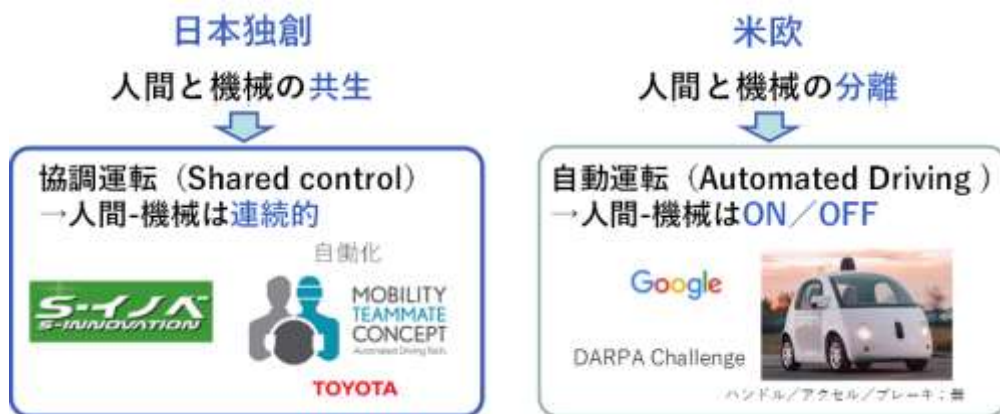 日本独創
人間と機械の共生
協調運転（Shared control）
→人間-機械は連続的
自働化
S-イノベ
S-INNOVATION
MOBILITY
TEAMMATE
CONCEPT
Automated Driving Tech.
TOYOTA
米欧
人間と機械の分離
自動運転（Automated Driving ）
→人間-機械はON／OFF
Google
DARPA Challenge
ハンドル／アクセル／ブレーキ：無